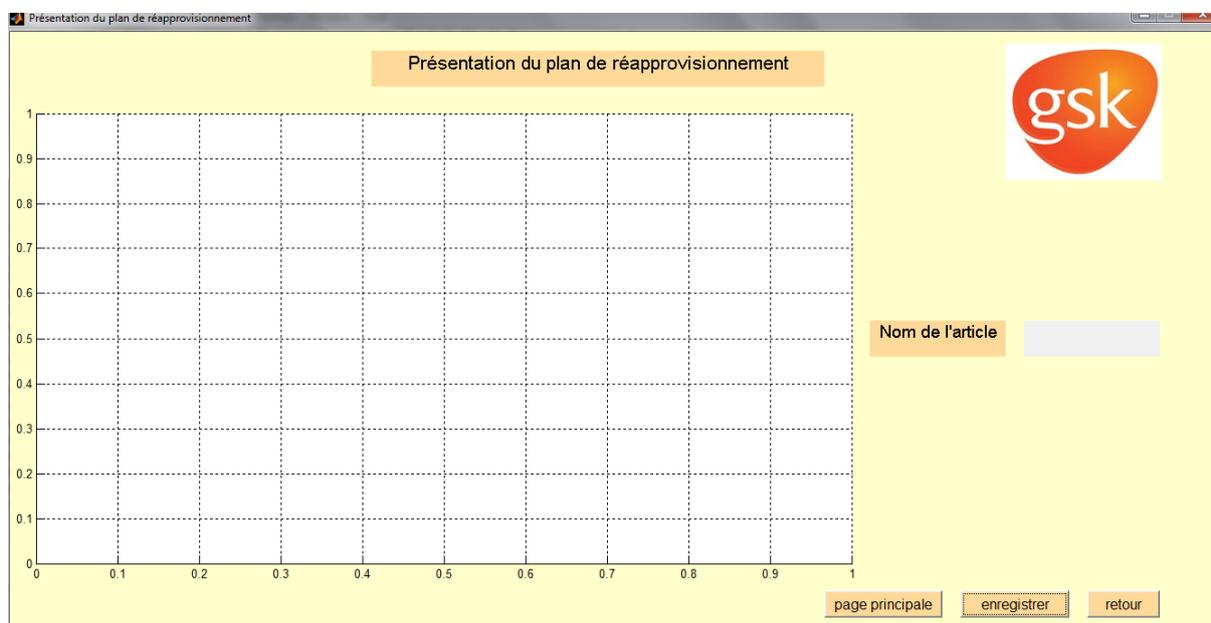 Présentation du plan de réapprovisionnement
Présentation du plan de réapprovisionnement
gsk
1
0.9
0.8
0.7
0.6
0.5
0.4
0.3
0.2
0.1
0
Nom de l'article
0 0.1 0.2 0.3 0.4 0.5 0.6 0.7 0.8 0.9 1
page principale enregistrer retour